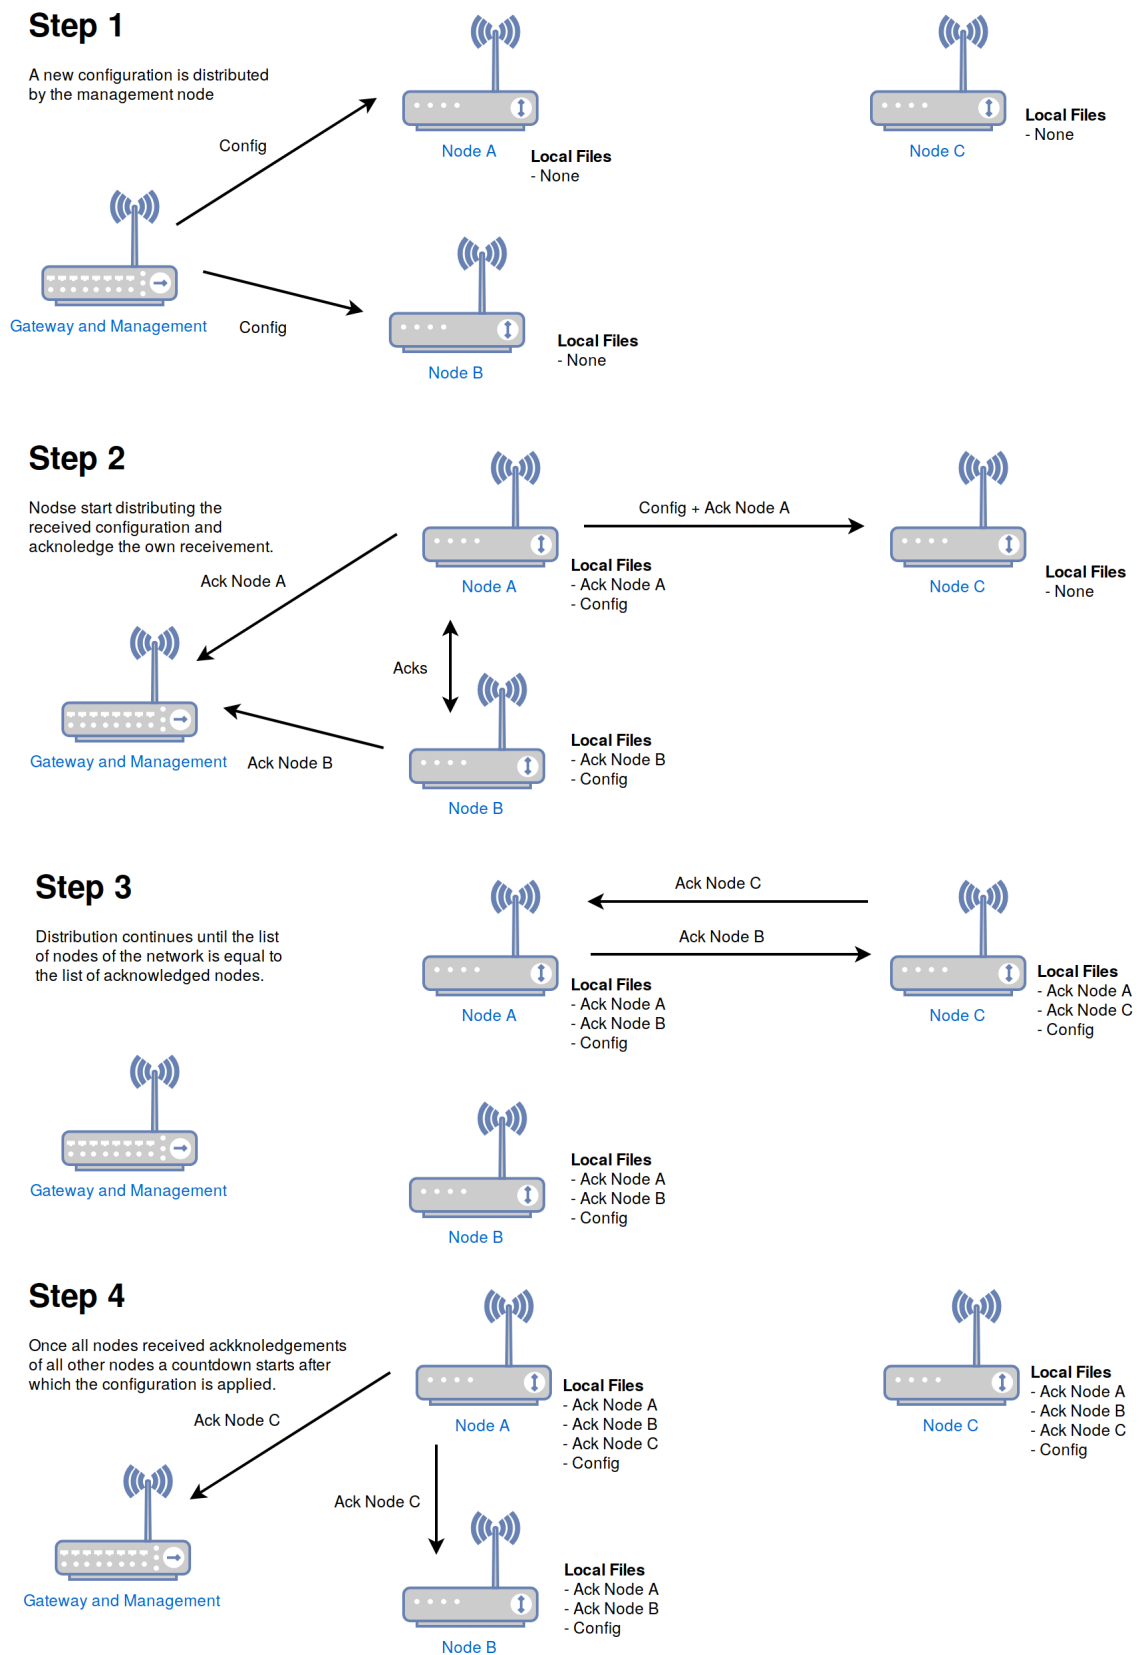 Step 1
A new configuration is distributed
by the management node
Config
Node A
Local Files
- None
Node C
Local Files
- None
Gateway and Management
Config
Node B
Local Files
- None
Step 2
Nodse start distributing the
received configuration and
acknoledge the own receivement.
Config + Ack Node A
Ack Node A
Node A
Local Files
- Ack Node A
- Config
Node C
Local Files
- None
Acks
Gateway and Management
Ack Node B
Node B
Local Files
- Ack Node B
- Config
Step 3
Distribution continues until the list
of nodes of the network is equal to
the list of acknowledged nodes.
Ack Node C
Ack Node B
Node A
Local Files
- Ack Node A
- Ack Node B
- Config
Node C
Local Files
- Ack Node A
- Ack Node C
- Config
Gateway and Management
Node B
Local Files
- Ack Node A
- Ack Node B
- Config
Step 4
Once all nodes received ackknoledgements
of all other nodes a countdown starts after
which the configuration is applied.
Ack Node C
Node A
Local Files
- Ack Node A
- Ack Node B
- Ack Node C
- Config
Node C
Local Files
- Ack Node A
- Ack Node B
- Ack Node C
- Config
Ack Node C
Gateway and Management
Node B
Local Files
- Ack Node A
- Ack Node B
- Config